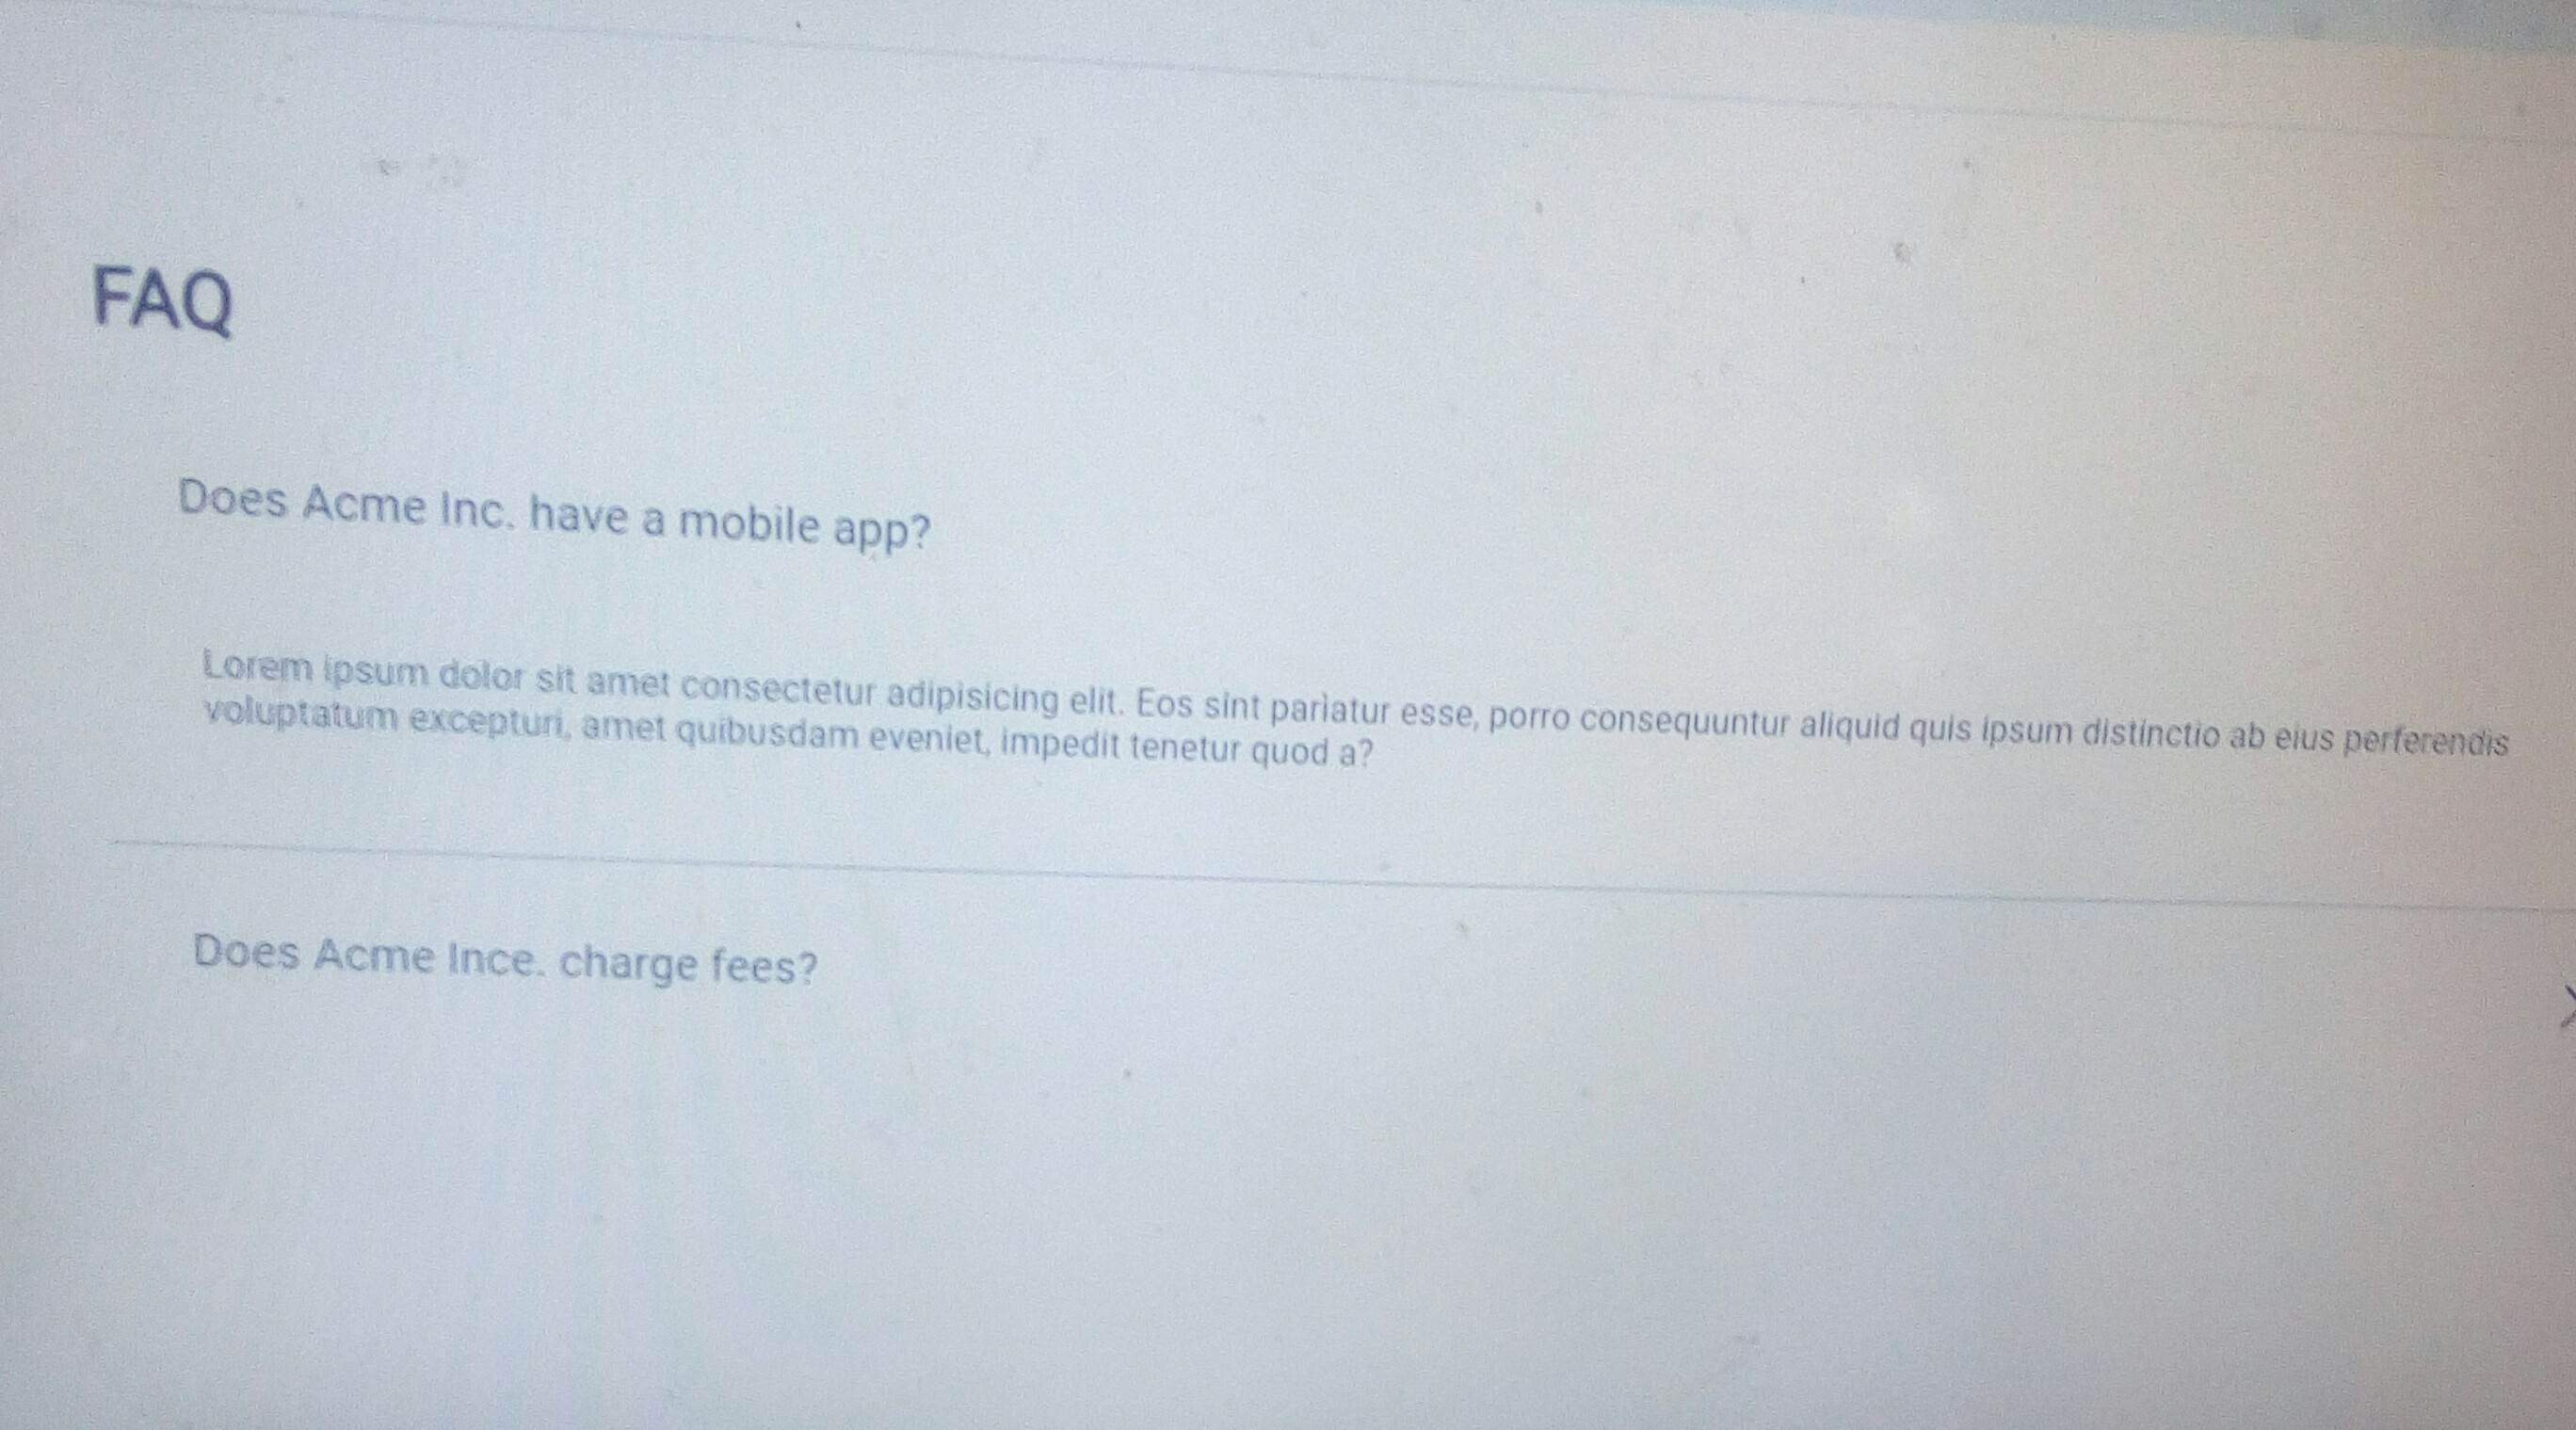 FAQ
Does Acme Inc. have a mobile app?
Lorem ipsum dolor sit amet consectetur adipisicing elit. Eos sint pariatur esse, porro consequuntur aliquid quis ipsum distinctio ab eius perferendis
voluptatum excepturi, amet quibusdam eveniet, impedit tenetur quod a?
Does Acme Ince. charge fees?